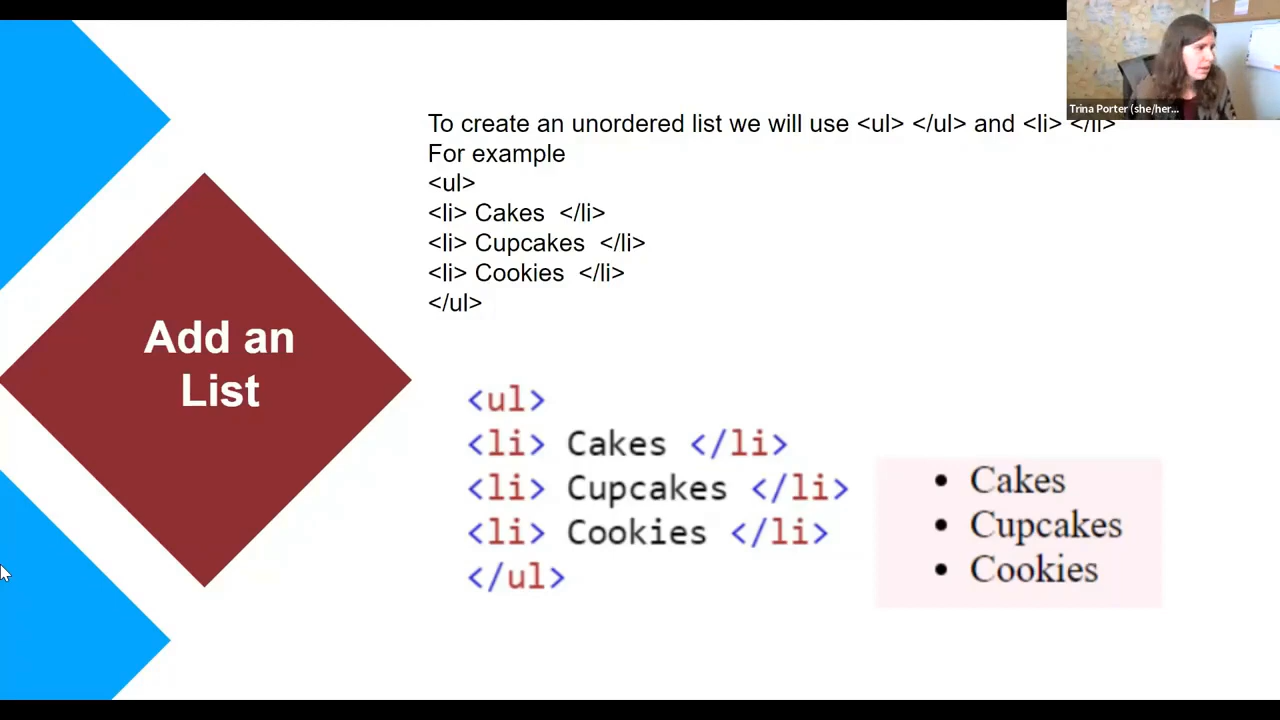 Trina Porter (she/her...
To create an unordered list we will use <ul> </ul> and <li> </li>
For example
<ul>
<li> Cakes  </li>
<li> Cupcakes  </li>
<li> Cookies  </li>
</ul>
Add an
List
<ul>
<li> Cakes </li>
<li> Cupcakes </li>
<li> Cookies </li>
</ul>
• Cakes
• Cupcakes
• Cookies